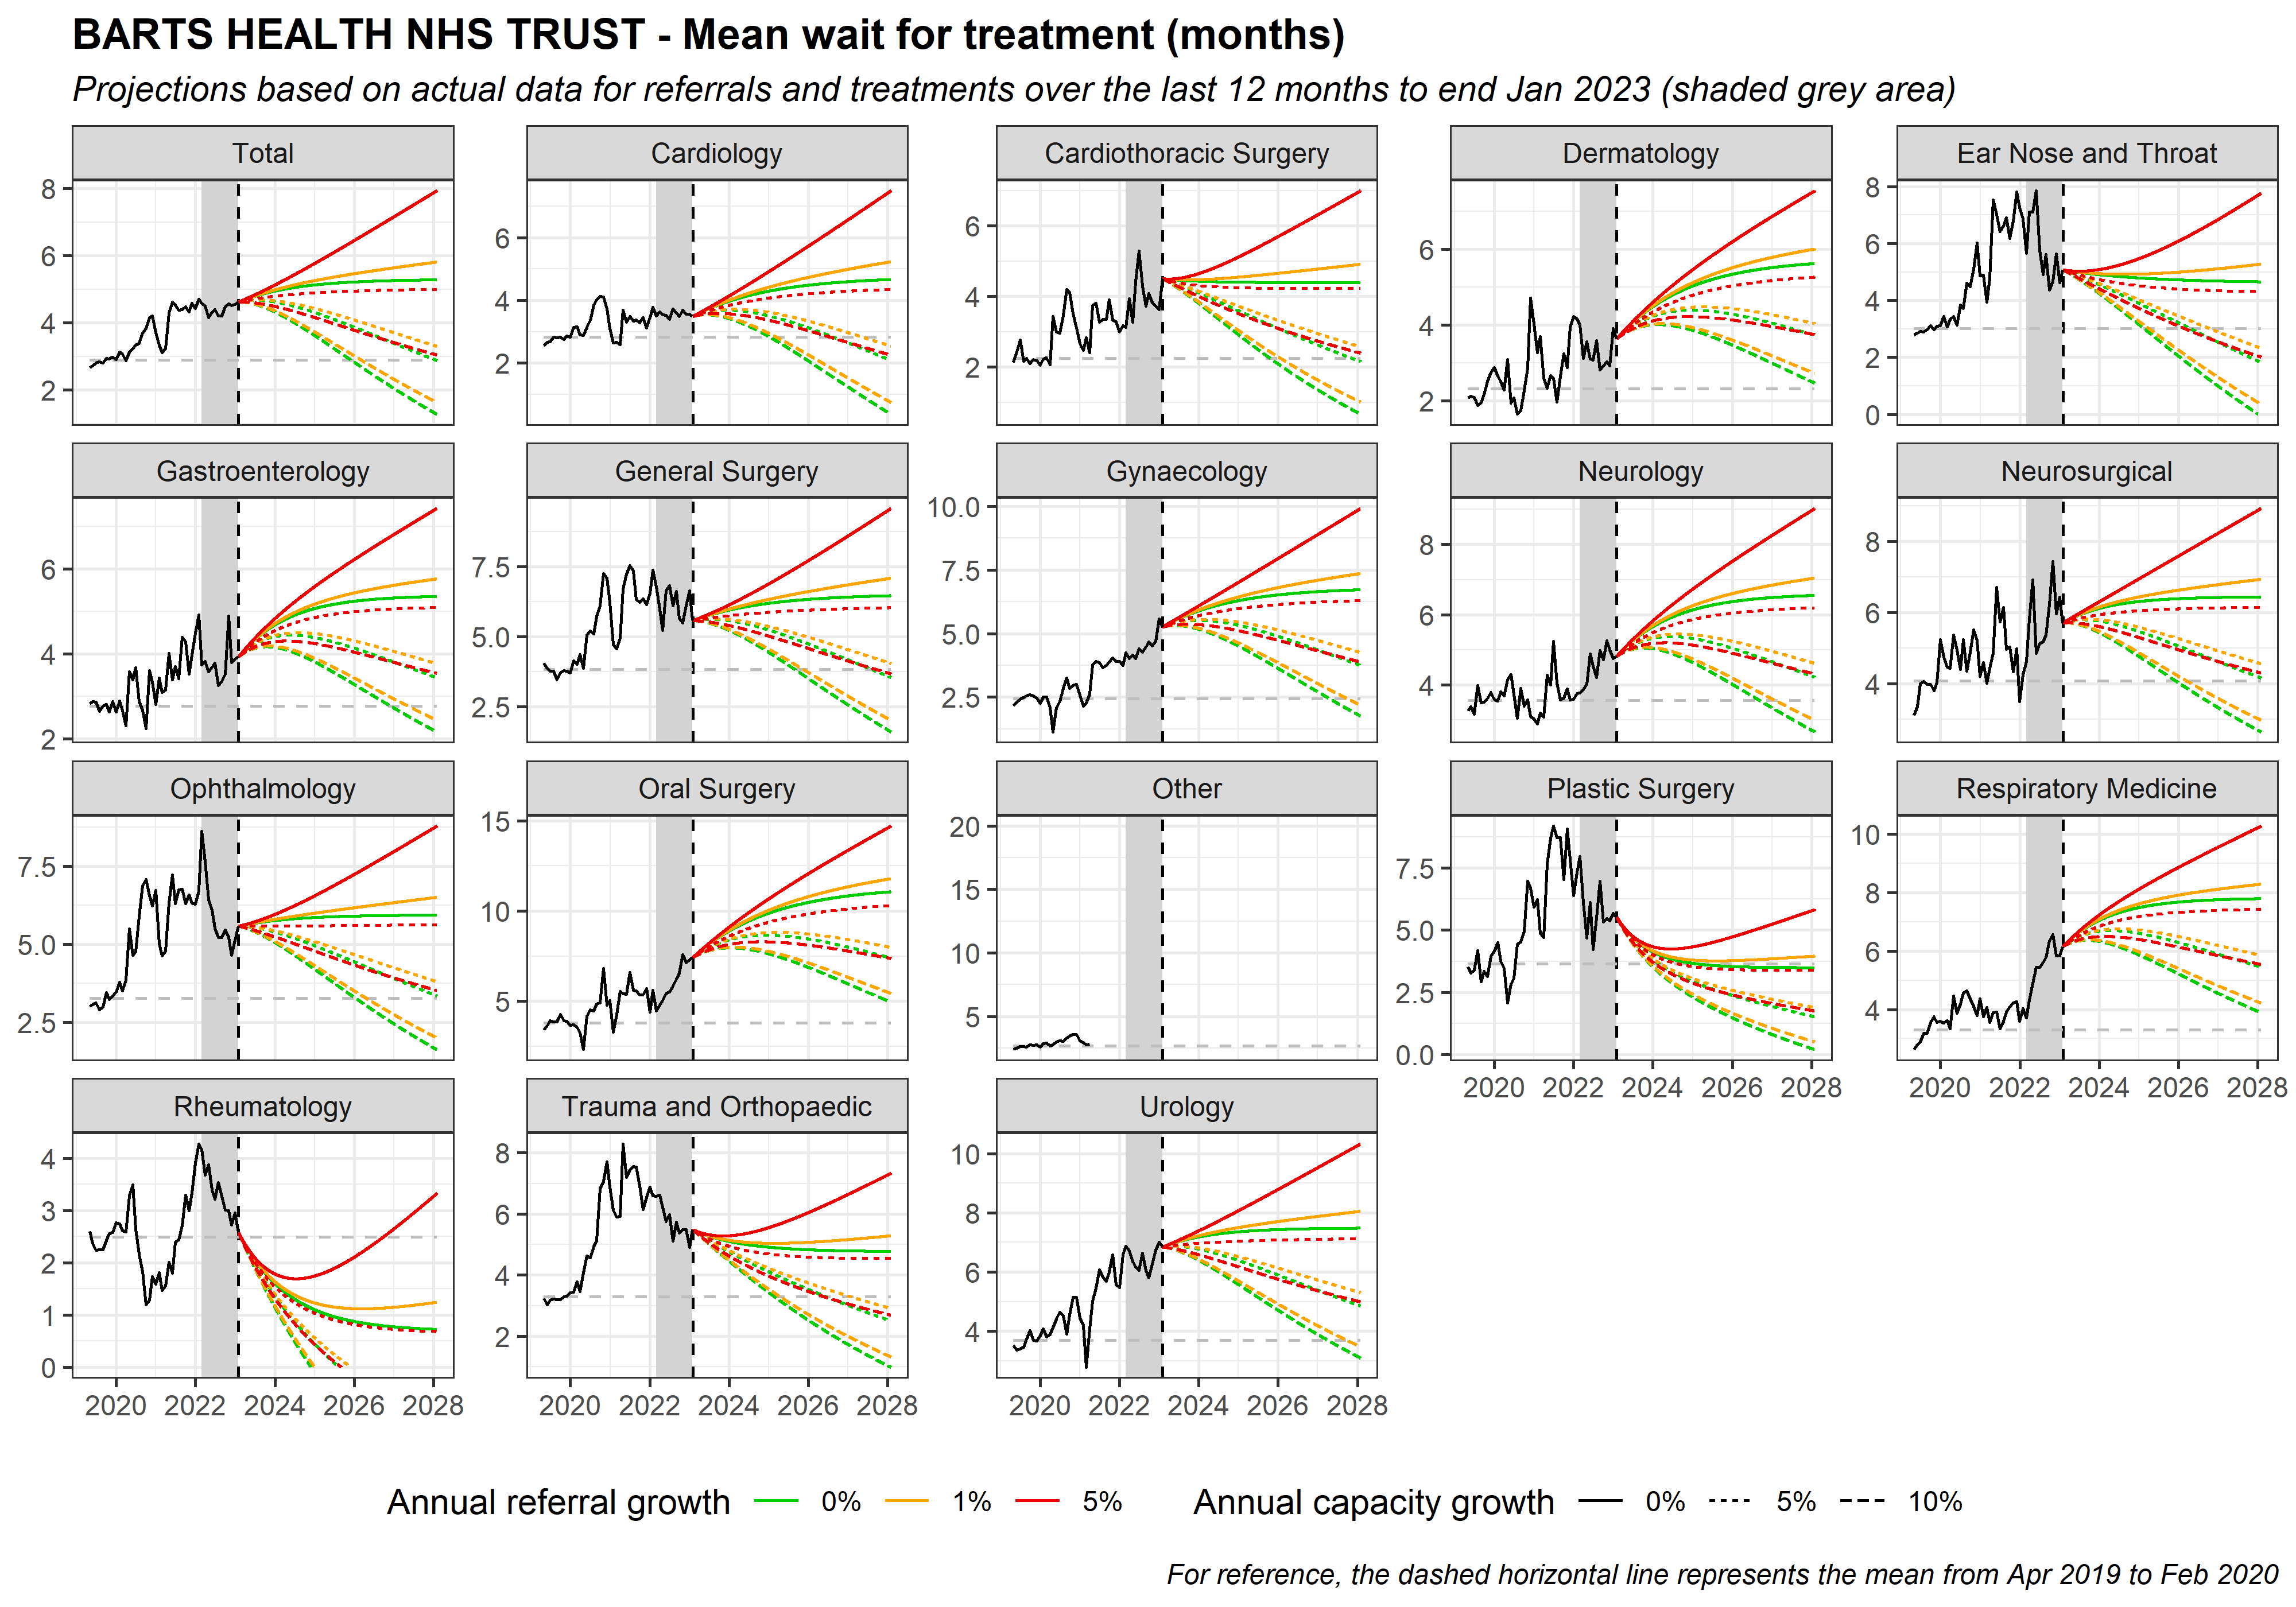 BARTS HEALTH NHS TRUST - Mean wait for treatment (months)
Projections based on actual data for referrals and treatments over the last 12 months to end Jan 2023 (shaded grey area)
Total
Cardiology
Cardiothoracic Surgery
Dermatology
Ear Nose and Throat
8
6
4
2
6
4
2
6
4
2
6
4
2
8
6
4
2
0
Gastroenterology
General Surgery
Gynaecology
Neurology
Neurosurgical
6
4
2
7.5
5.0
2.5
10.0
7.5
5.0
2.5
8
6
4
8
6
4
Ophthalmology
Oral Surgery
Other
Plastic Surgery
Respiratory Medicine
7.5
5.0
2.5
15
10
5
20
15
10
5
7.5
5.0
2.5
0.0
10
8
6
4
2020 2022 2024 2026 2028
2020 2022 2024 2026 2028
Rheumatology
Trauma and Orthopaedic
Urology
4
3
2
1
0
8
6
4
2
10
8
6
4
2020 2022 2024 2026 2028
2020 2022 2024 2026 2028
2020 2022 2024 2026 2028
Annual referral growth 0% 1% 5% Annual capacity growth 0% 5% 10%
For reference, the dashed horizontal line represents the mean from Apr 2019 to Feb 2020